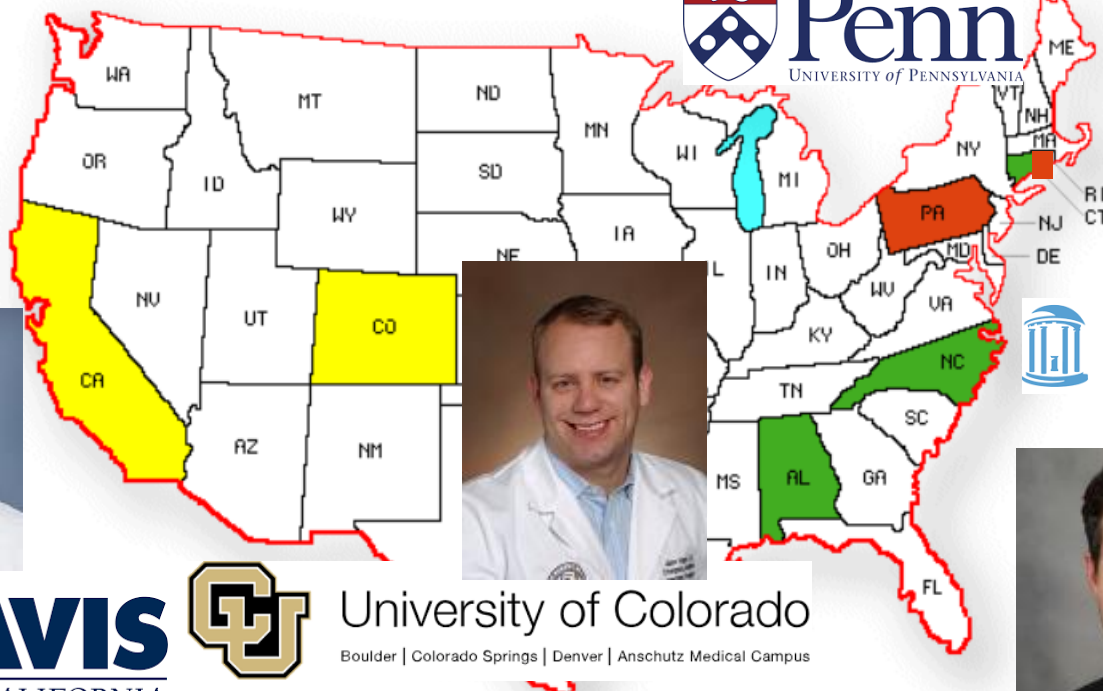 Penn
UNIVERSITY of PENNSYLVANIA
WA
MT
ND
MN
OR
ID
SD
WI
MI
NY
VT
NH
ME
MA
RI
CT
WY
NE
IA
PA
NJ
OH
MD
DE
IN
WV
VA
NV
UT
CO
KY
CA
NC
TN
SC
AZ
NM
MS
AL
GA
FL
CU
University of Colorado
Boulder | Colorado Springs | Denver | Anschutz Medical Campus